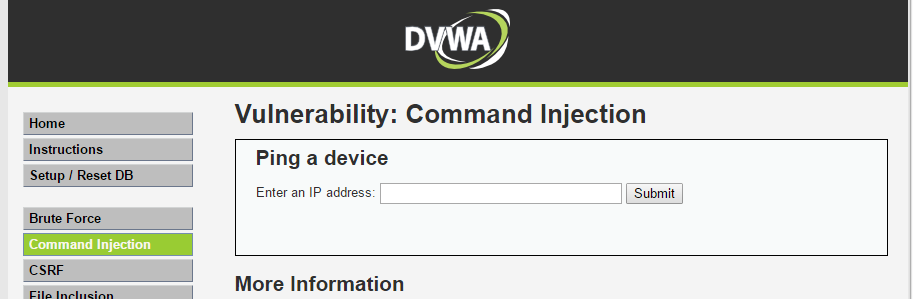 DVWA
Home
Instructions
Setup / Reset DB
Brute Force
Command Injection
CSRF
File Inclusion
Vulnerability: Command Injection
Ping a device
Enter an IP address: Submit
More Information